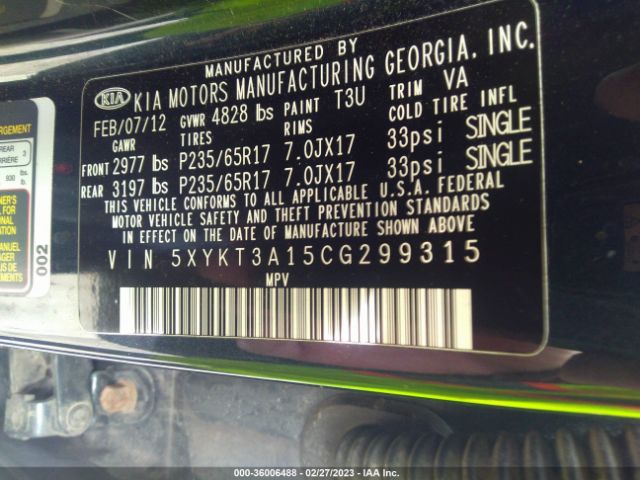 MANUFACTURED BY
KIA KIA MOTORS MANUFACTURING GEORGIA. INC.
FEB/07/12 GVWR 4828 lbs PAINT T3U TRIM VA
GAWR TIRES RIMS COLD TIRE INFL
FRONT 2977 lbs P235/65R17 7.0JX17 33psi SINGLE
REAR 3197 lbs P235/65R17 7.0JX17 33psi SINGLE
THIS VEHICLE CONFORMS TO ALL APPLICABLE U.S.A. FEDERAL
MOTOR VEHICLE SAFETY AND THEFT PREVENTION STANDARDS
IN EFFECT ON THE DATE OF MANUFACTURE SHOWN ABOVE
VIN 5XYKT3A15CG299315
MPV
REAR 3
930 lbs.
002
000-36006488 - 02/27/2023 - IAA Inc.